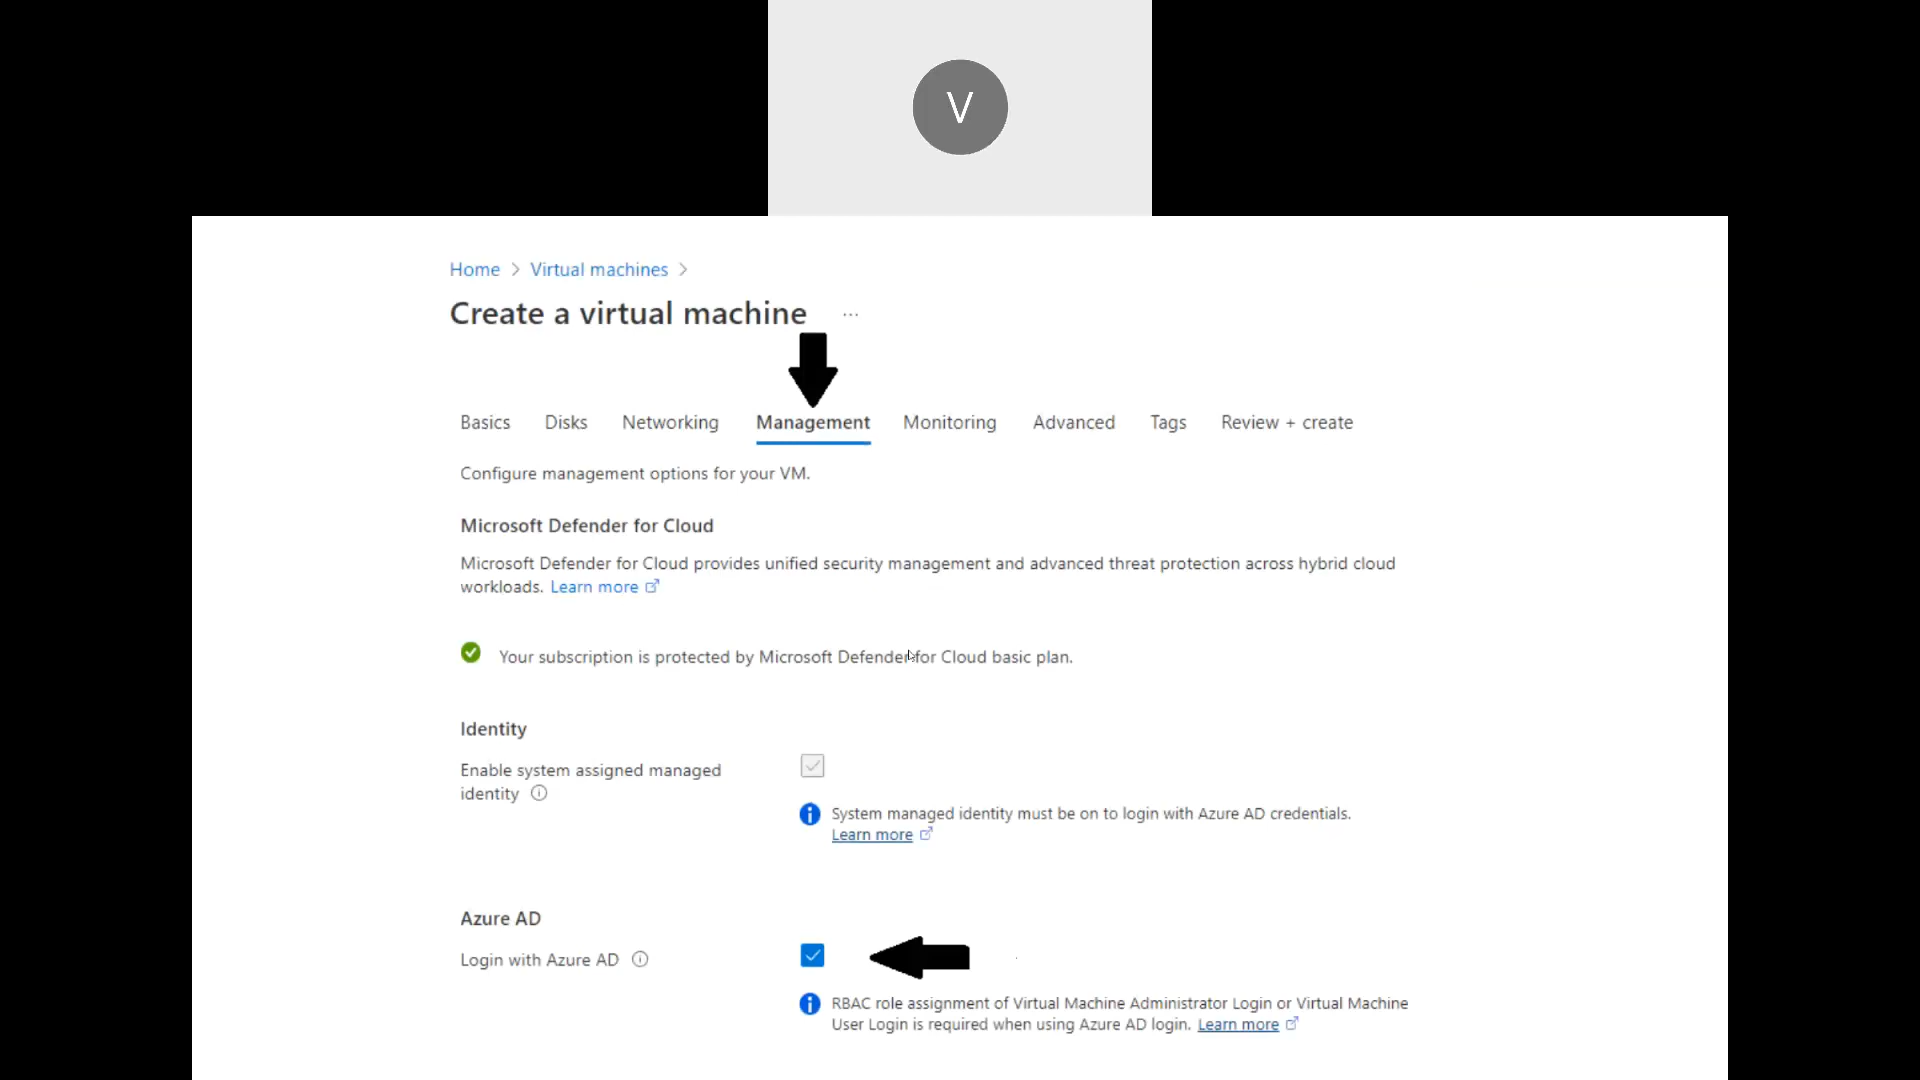 V
Home > Virtual machines >
Create a virtual machine ...
Basics Disks Networking Management Monitoring Advanced Tags Review + create
Configure management options for your VM.
Microsoft Defender for Cloud
Microsoft Defender for Cloud provides unified security management and advanced threat protection across hybrid cloud
workloads. Learn more
Your subscription is protected by Microsoft Defender for Cloud basic plan.
Identity
Enable system assigned managed
identity
System managed identity must be on to login with Azure AD credentials.
Learn more
Azure AD
Login with Azure AD
RBAC role assignment of Virtual Machine Administrator Login or Virtual Machine
User Login is required when using Azure AD login. Learn more